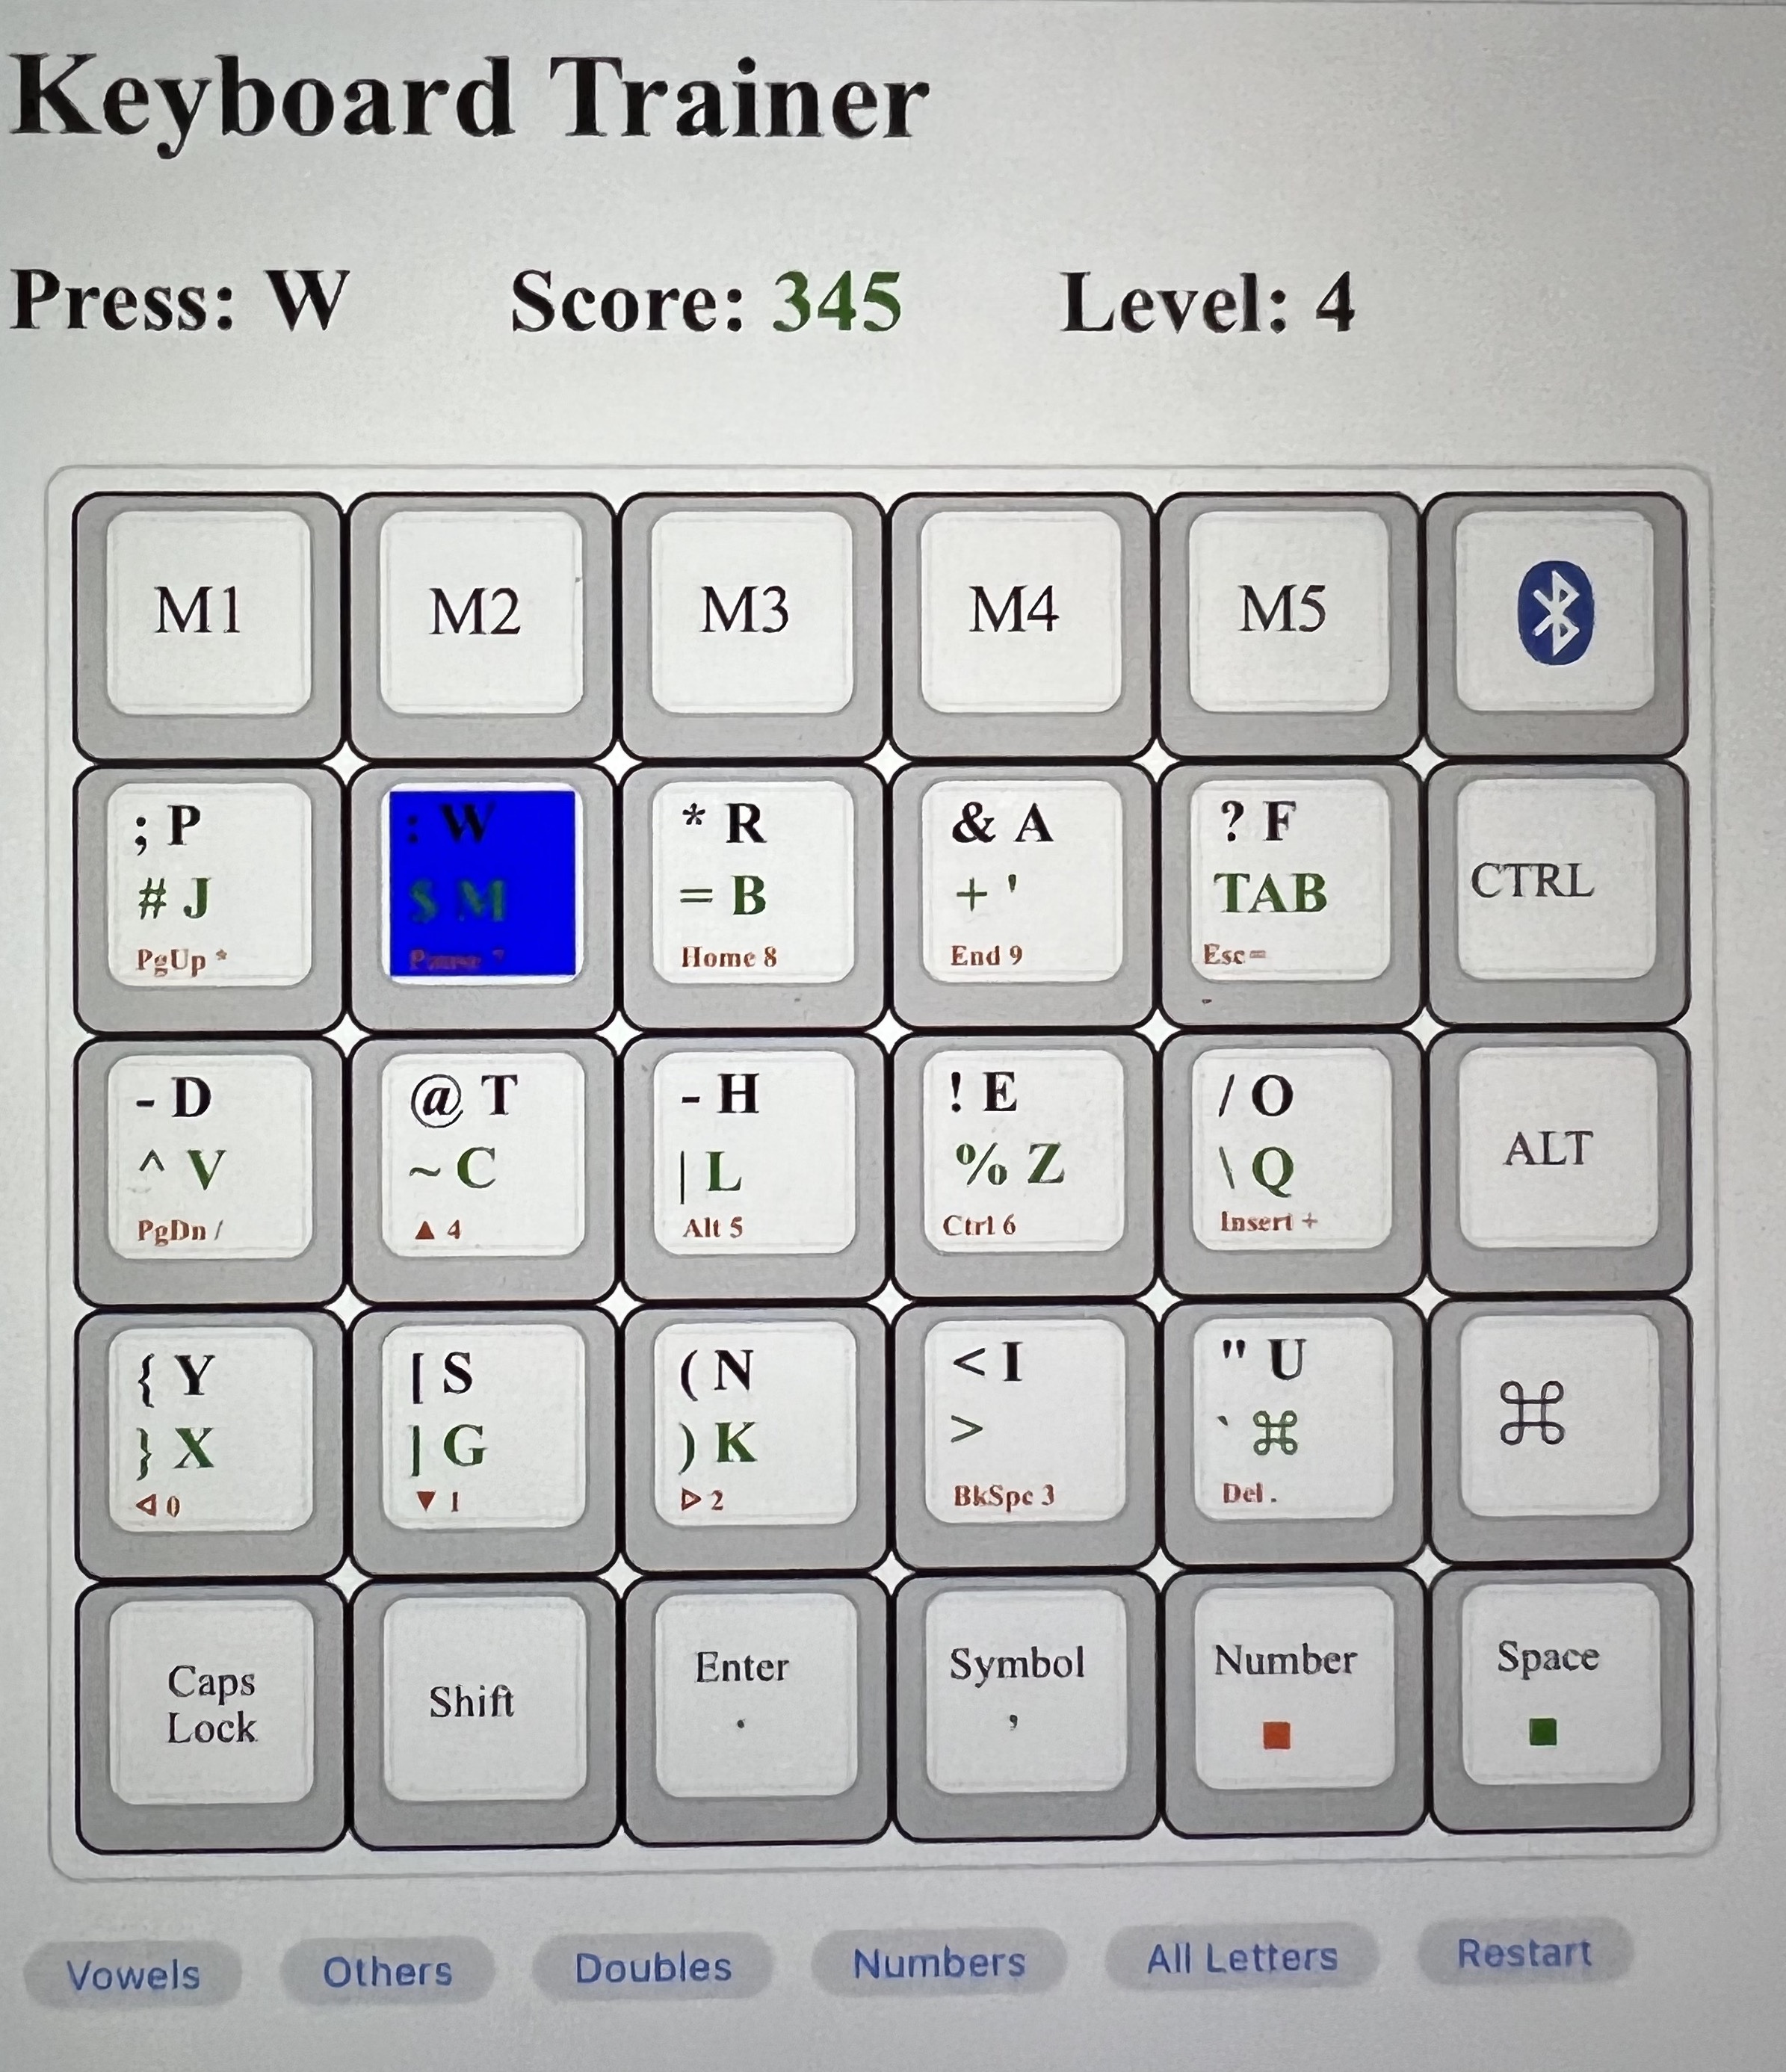 Keyboard Trainer
Press: W Score: 345 Level: 4
M1 M2 M3 M4 M5
; P : W * R & A ? F CTRL
# J $ M = B + ' TAB
PgUp * Pause 7 Home 8 End 9 Esc =
- D @ T - H ! E / O ALT
^ V ~ C | L % Z \ Q
PgDn / ▲ 4 Alt 5 Ctrl 6 Insert +
{ Y [ S ( N < I " U ⌘
} X ] G ) K > ` ⌘
◁ 0 ▼ 1 ▷ 2 BkSpc 3 Del .
Caps Shift Enter Symbol Number Space
Lock . , ■ ■
Vowels Others Doubles Numbers All Letters Restart